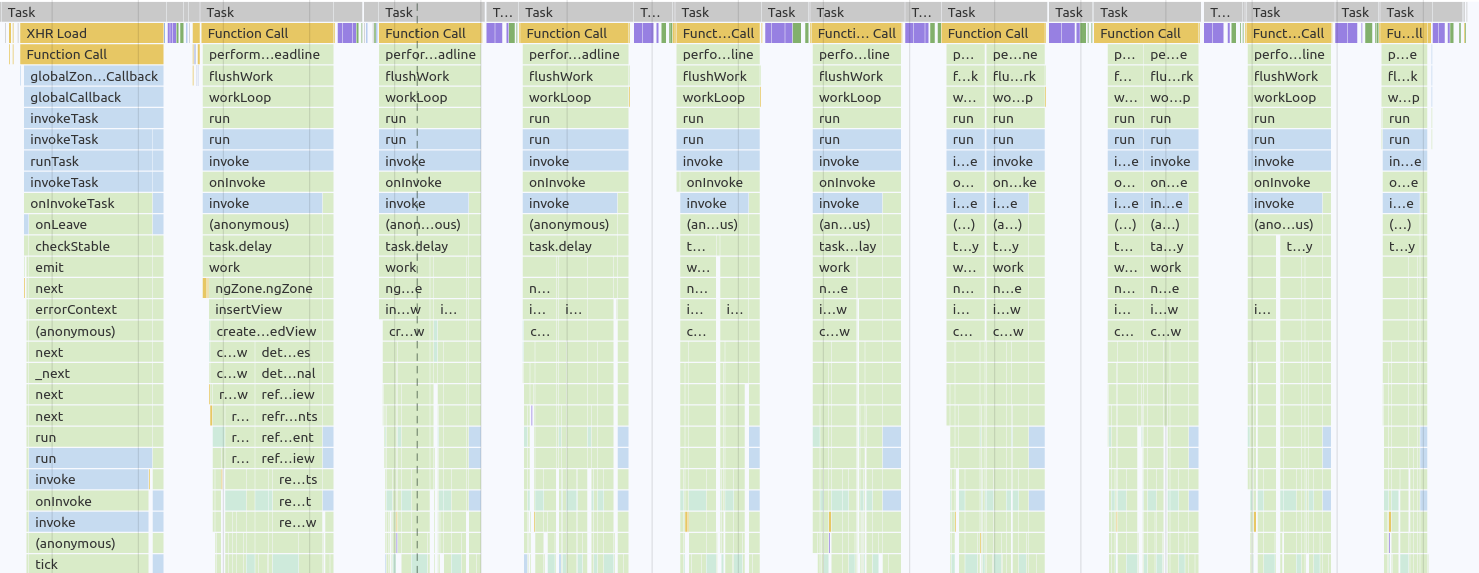 Task Task Task T... Task T... Task Task Task T... Task Task Task T... Task Task Task
XHR Load Function Call Function Call Function Call Funct...Call Functi... Call Function Call Function Call Funct...Call Fu...ll
Function Call perform...eadline perfor...adline perfor...adline perfo...line perfo...line p... pe...ne p... pe...e perfo...line p...e
globalZon...Callback flushWork flushWork flushWork flushWork flushWork f...k flu...rk f... flu...rk flushWork fl...k
globalCallback workLoop workLoop workLoop workLoop workLoop w... wo...p w... wo...p workLoop w...p
invokeTask run run run run run run run run run run run
invokeTask run run run run run run run run run run run
runTask invoke invoke invoke invoke invoke i...e invoke i...e invoke invoke in...e
invokeTask onInvoke onInvoke onInvoke onInvoke onInvoke o... on...ke o... on...e onInvoke o...e
onInvokeTask invoke invoke invoke invoke invoke i...e i...e i...e in...e invoke i...e
onLeave (anonymous) (anon...ous) (anonymous) (an...us) (an...us) (...) (a...) (...) (a...) (ano...us) (...)
checkStable task.delay task.delay task.delay t... task...lay t...y t...y t... ta...y t...y t...y
emit work work w... work w... work w... work
next ngZone.ngZone ng...e n... n... n...e n... n...e n... n...e
errorContext insertView in...w i... i... i... i... i... i...w i... i...w i... i...w i...
(anonymous) create...edView cr...w c... c... c...w c... c...w c... c...w
next c...w det...es
_next c...w det...nal
next r...w ref...iew
next r... refr...nts
run r... ref...ent
run r... ref...iew
invoke re...ts
onInvoke re...t
invoke re...w
(anonymous)
tick